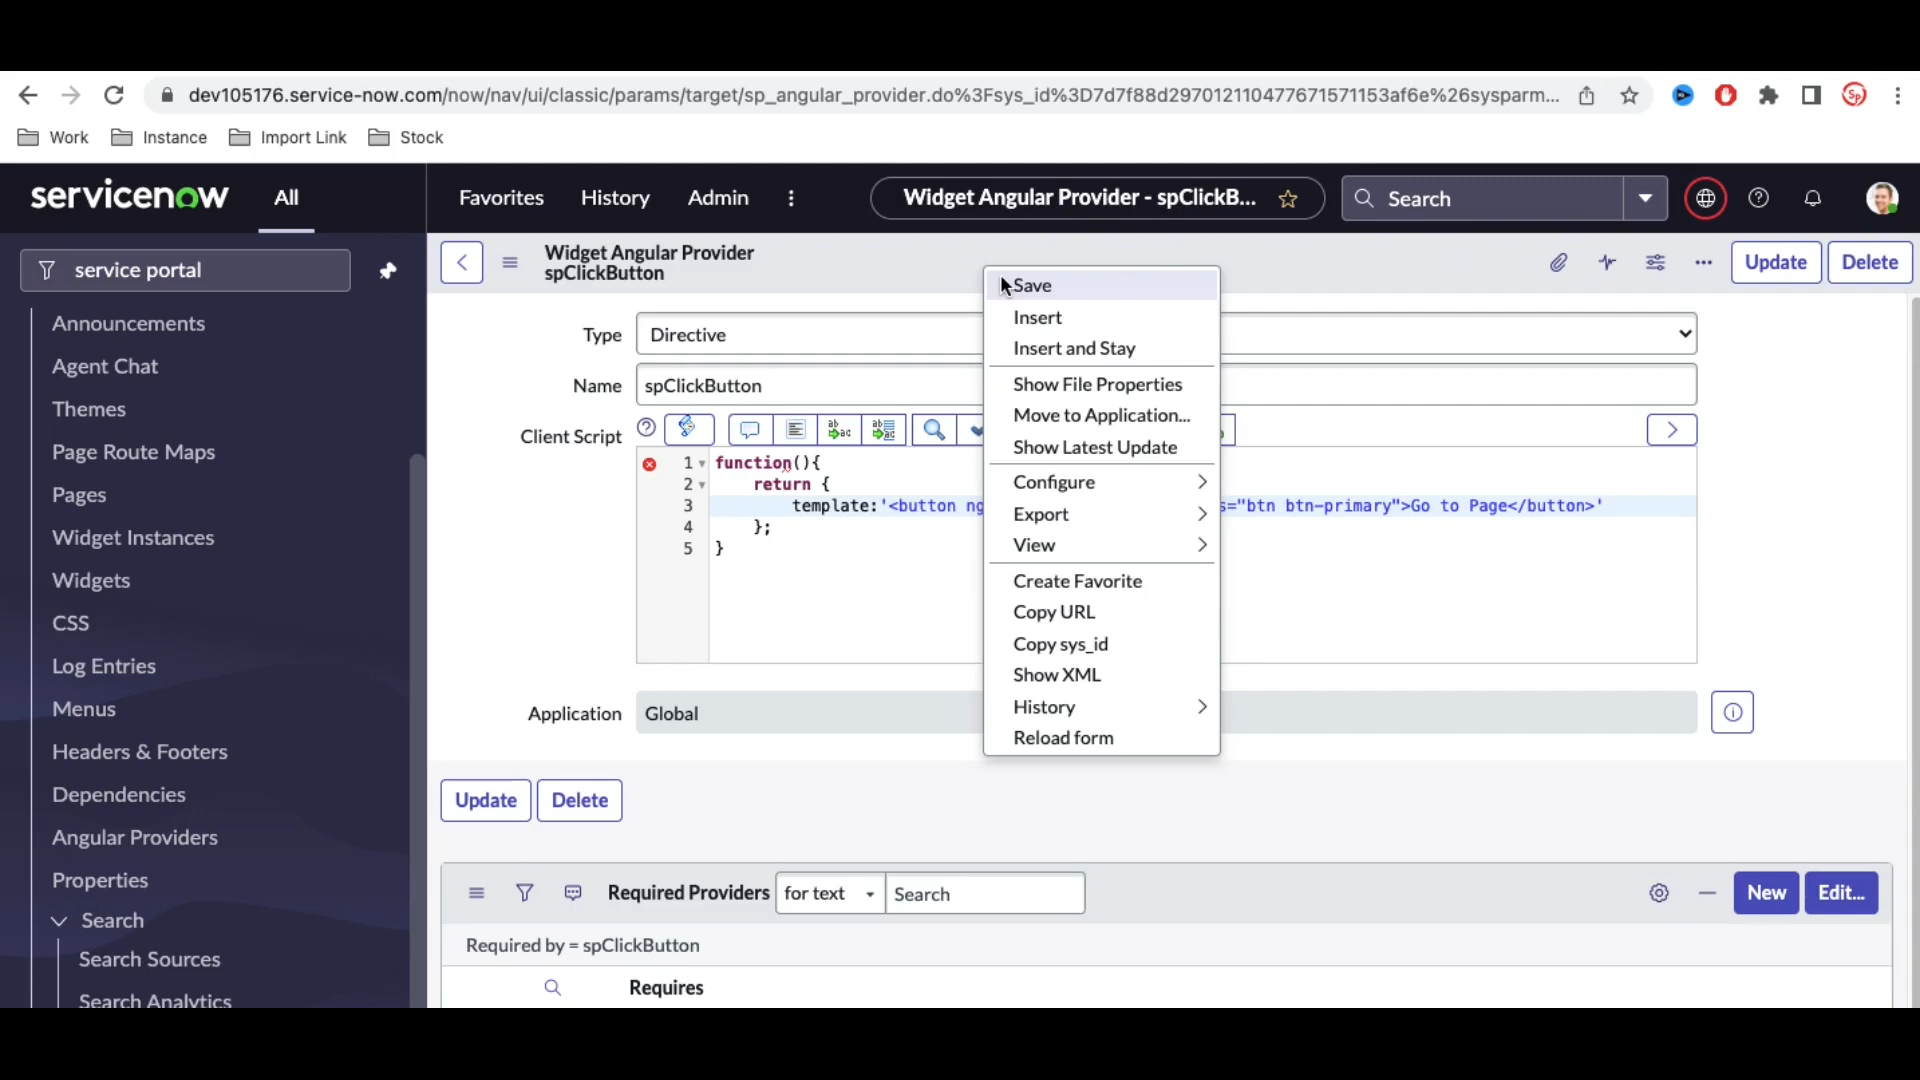 dev105176.service-now.com/now/nav/ui/classic/params/target/sp_angular_provider.do%3Fsys_id%3D7d7f88d297012110477671571153af6e%26sysparm...
Sp
Work Instance Import Link Stock
servicenow All Favorites History Admin Widget Angular Provider - spClickB... Search
service portal
Widget Angular Provider
spClickButton
Update Delete
Announcements
Agent Chat
Themes
Page Route Maps
Pages
Widget Instances
Widgets
CSS
Log Entries
Menus
Headers & Footers
Dependencies
Angular Providers
Properties
Search
Search Sources
Search Analytics
Type Directive
Name spClickButton
Client Script
1 function(){
2 return {
3 template:'<button ng s="btn btn-primary">Go to Page</button>'
4 };
5 }
Application Global
Save
Insert
Insert and Stay
Show File Properties
Move to Application...
Show Latest Update
Configure
Export
View
Create Favorite
Copy URL
Copy sys_id
Show XML
History
Reload form
Update Delete
Required Providers for text Search New Edit...
Required by = spClickButton
Requires